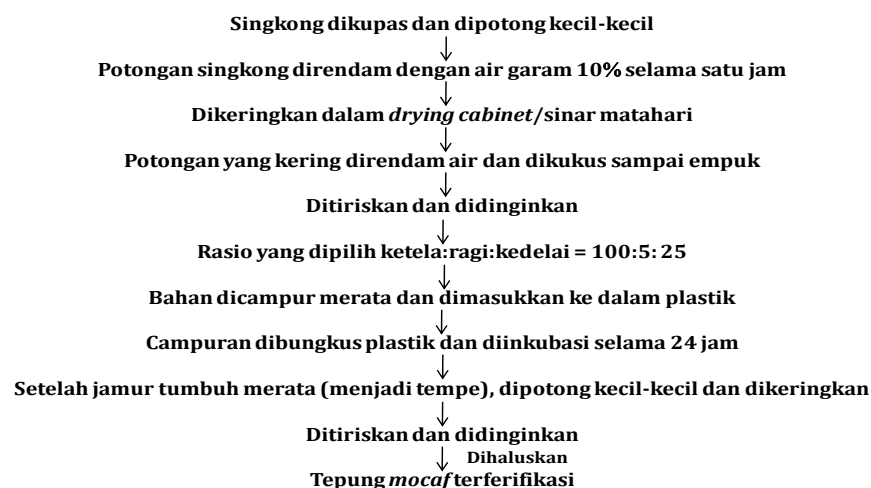 Singkong dikupas dan dipotong kecil-kecil
Potongan singkong direndam dengan air garam 10% selama satu jam
Dikeringkan dalam drying cabinet/sinar matahari
Potongan yang kering direndam air dan dikukus sampai empuk
Ditiriskan dan didinginkan
Rasio yang dipilih ketela:ragi:kedelai = 100:5: 25
Bahan dicampur merata dan dimasukkan ke dalam plastik
Campuran dibungkus plastik dan diinkubasi selama 24 jam
Setelah jamur tumbuh merata (menjadi tempe), dipotong kecil-kecil dan dikeringkan
Ditiriskan dan didinginkan
Dihaluskan
Tepung mocaf terferifikasi